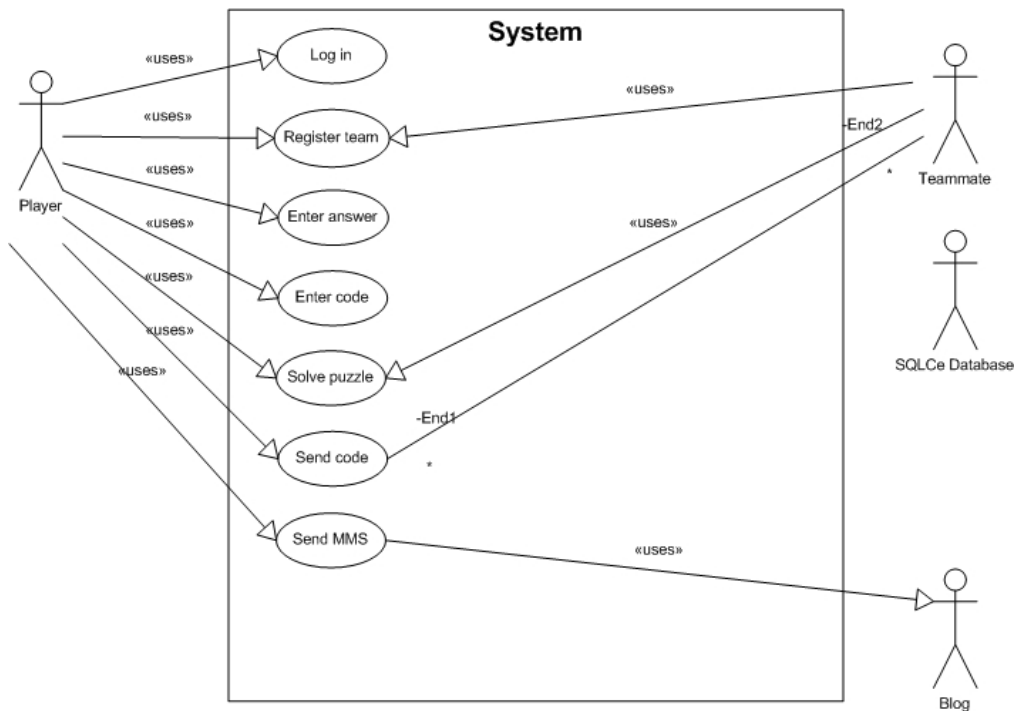 System
«uses»
Log in
«uses»
«uses»
Register team
-End2
«uses»
*
Teammate
Player
Enter answer
«uses»
«uses»
«uses»
Enter code
«uses»
SQLCe Database
Solve puzzle
«uses»
-End1
Send code
*
Send MMS
«uses»
Blog